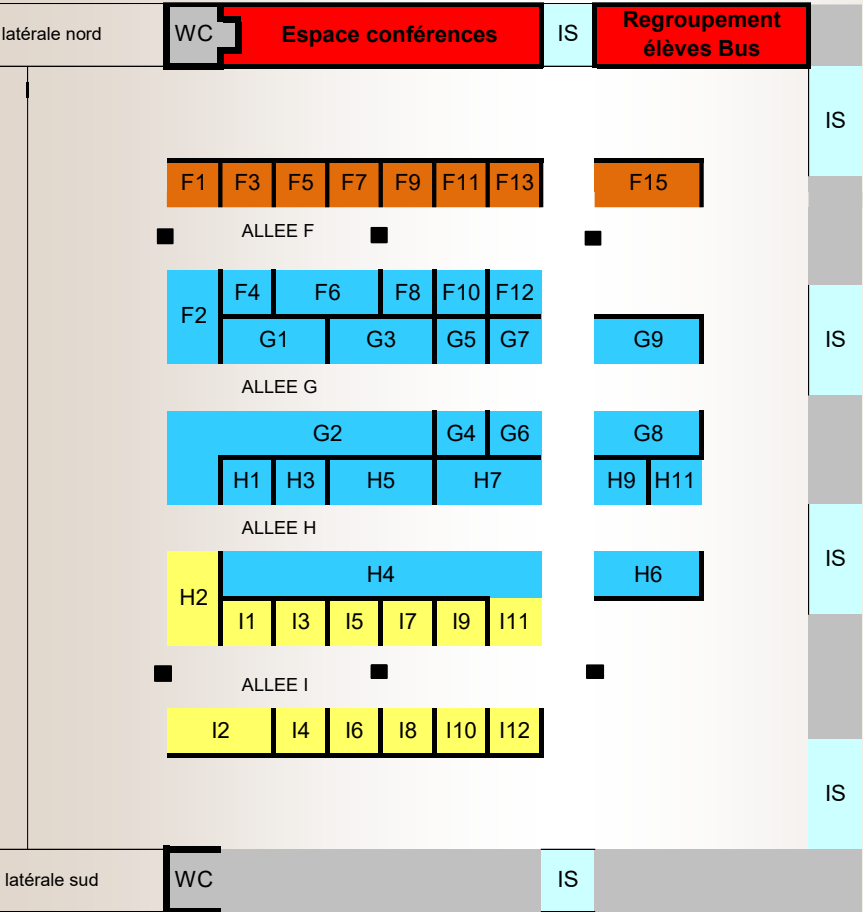 latérale nord
WC
Espace conférences
IS
Regroupement
élèves Bus
IS
F1 F3 F5 F7 F9 F11 F13 F15
ALLEE F
F2
F4 F6 F8 F10 F12
G1 G3 G5 G7 G9
IS
ALLEE G
G2 G4 G6 G8
H1 H3 H5 H7 H9 H11
ALLEE H
IS
H2
H4 H6
I1 I3 I5 I7 I9 I11
ALLEE I
I2 I4 I6 I8 I10 I12
IS
latérale sud
WC
IS